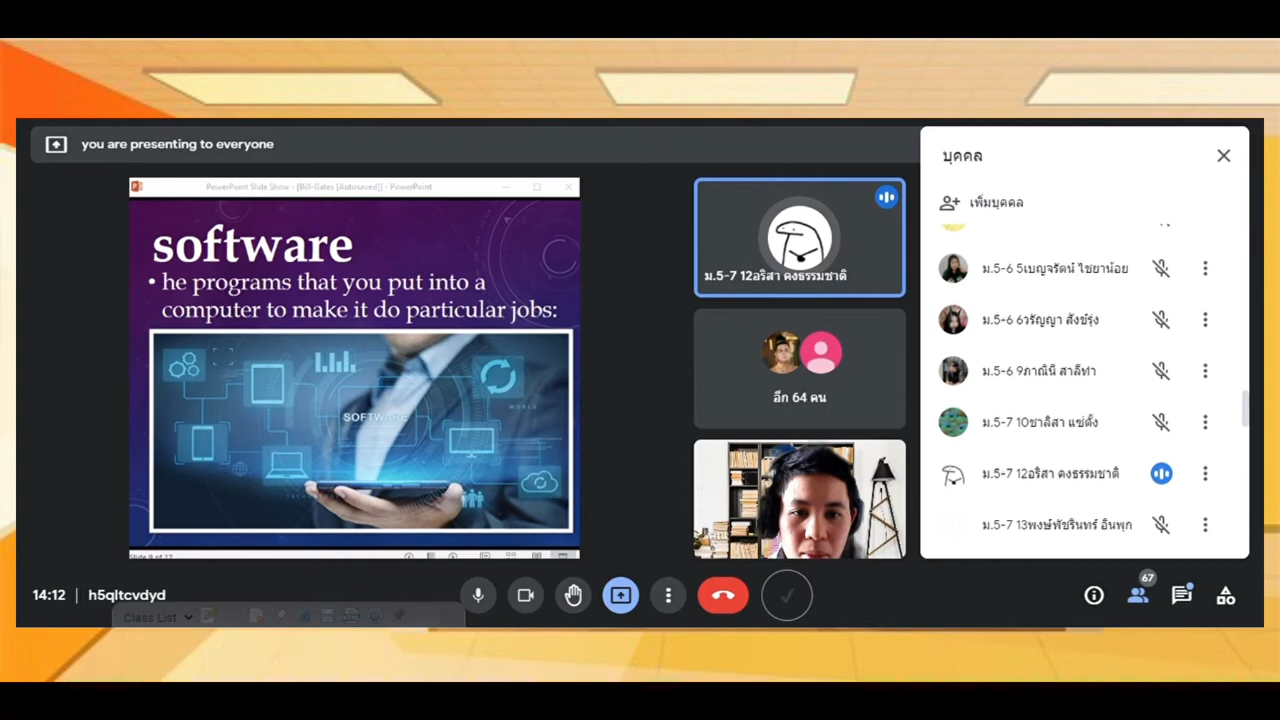 you are presenting to everyone
PowerPoint Slide Show - [Bill-Gates [Autosaved]] - PowerPoint
software
• he programs that you put into a
computer to make it do particular jobs:
SOFTWARE
WORLD
ม.5-7 12อริสา คงธรรมชาติ
อีก 64 คน
บุคคล
เพิ่มบุคคล
ม.5-6 5เบญจรัตน์ ไชยาน้อย
ม.5-6 6วรัญญา สังข์รุ่ง
ม.5-6 9ภาณินี สาลีทำ
ม.5-7 10ชาลิสา แซ่ตั้ง
ม.5-7 12อริสา คงธรรมชาติ
ม.5-7 13พงษ์พัชรินทร์ อินพุก
Slide 9 of 17
14:12 | h5qltcvdyd
67
Class List